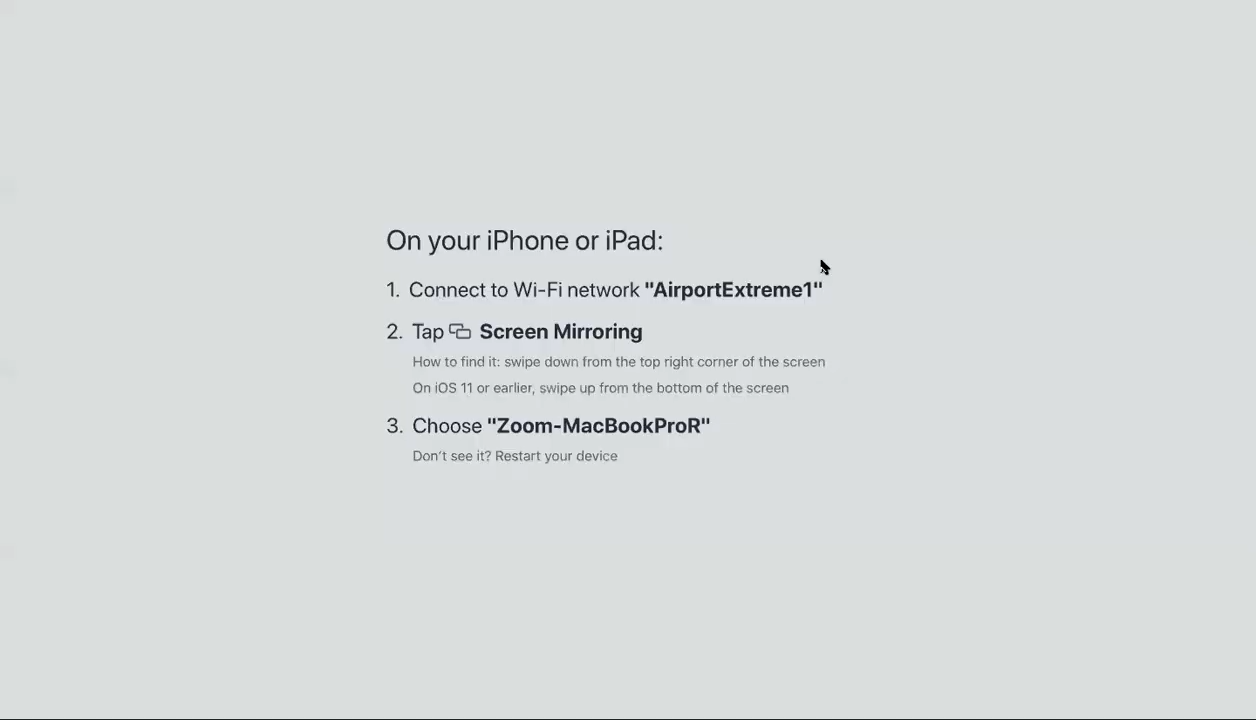 On your iPhone or iPad:
1. Connect to Wi-Fi network "AirportExtreme1"
2. Tap Screen Mirroring
How to find it: swipe down from the top right corner of the screen
On iOS 11 or earlier, swipe up from the bottom of the screen
3. Choose "Zoom-MacBookProR"
Don't see it? Restart your device